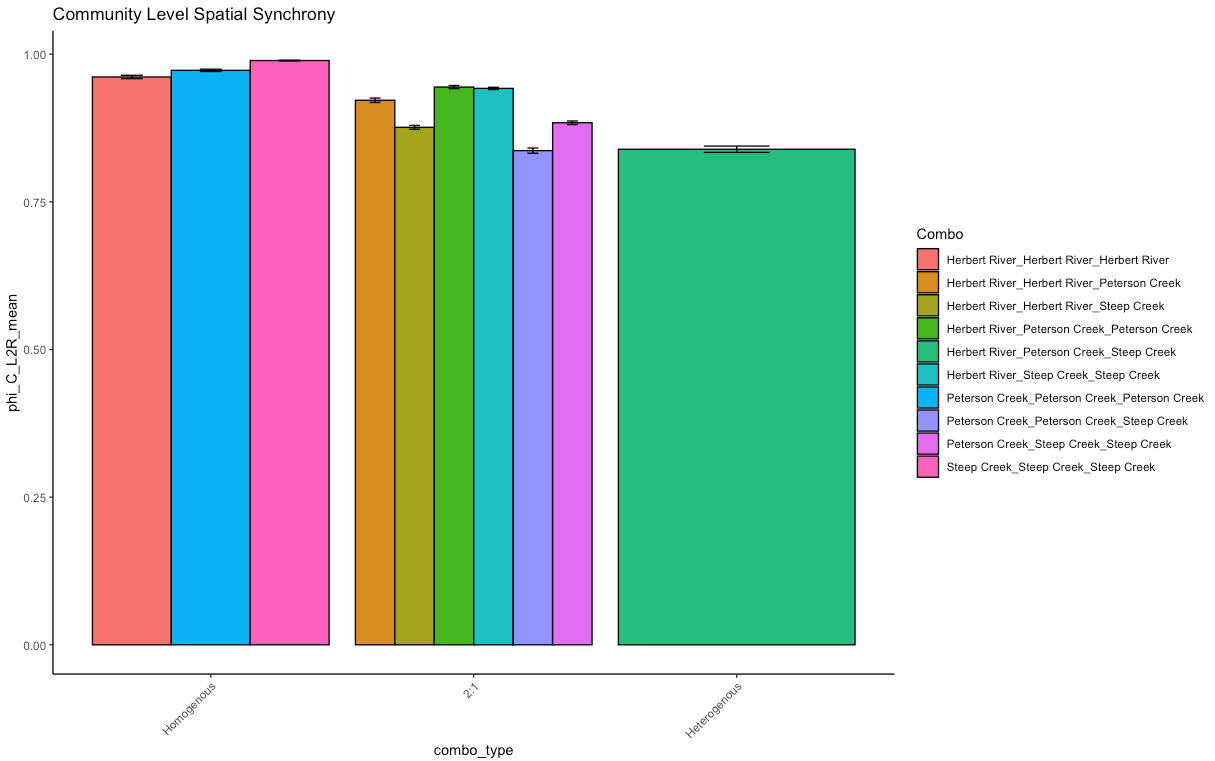 Community Level Spatial Synchrony
phi_C_L2R_mean
1.00
0.75
0.50
0.25
0.00
Homogenous
2:1
Heterogenous
combo_type
Combo
Herbert River_Herbert River_Herbert River
Herbert River_Herbert River_Peterson Creek
Herbert River_Herbert River_Steep Creek
Herbert River_Peterson Creek_Peterson Creek
Herbert River_Peterson Creek_Steep Creek
Herbert River_Steep Creek_Steep Creek
Peterson Creek_Peterson Creek_Peterson Creek
Peterson Creek_Peterson Creek_Steep Creek
Peterson Creek_Steep Creek_Steep Creek
Steep Creek_Steep Creek_Steep Creek